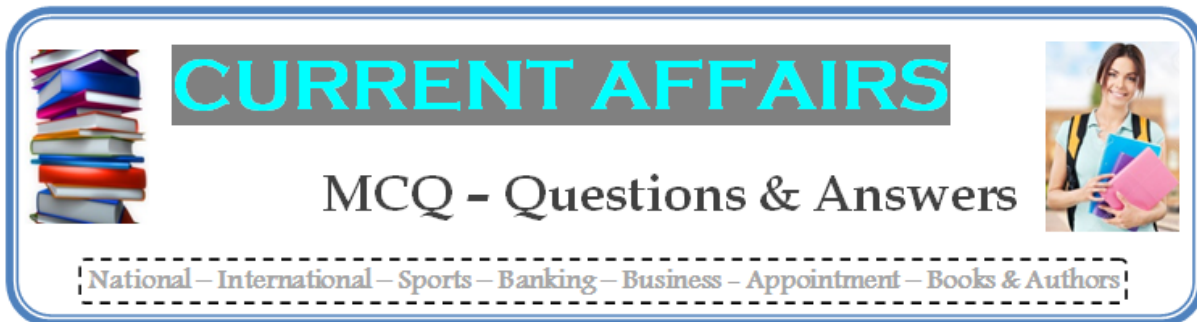 CURRENT AFFAIRS
MCQ – Questions & Answers
National – International – Sports – Banking – Business – Appointment – Books & Authors